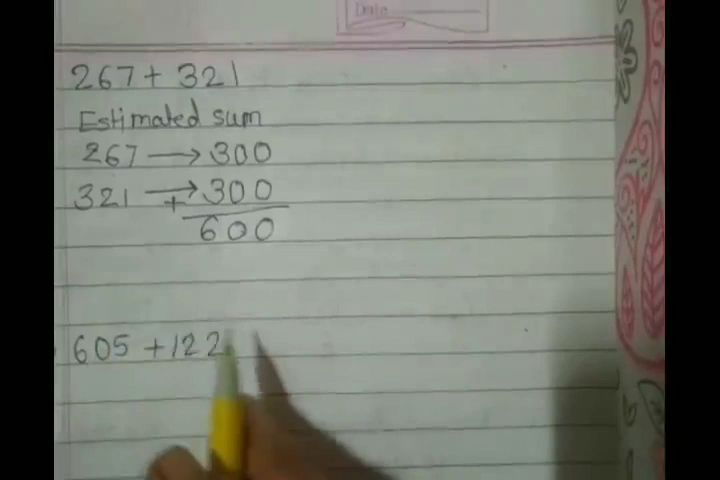 Date
267 + 321
Estimated sum
267 → 300
321 → + 300
600
605 + 122